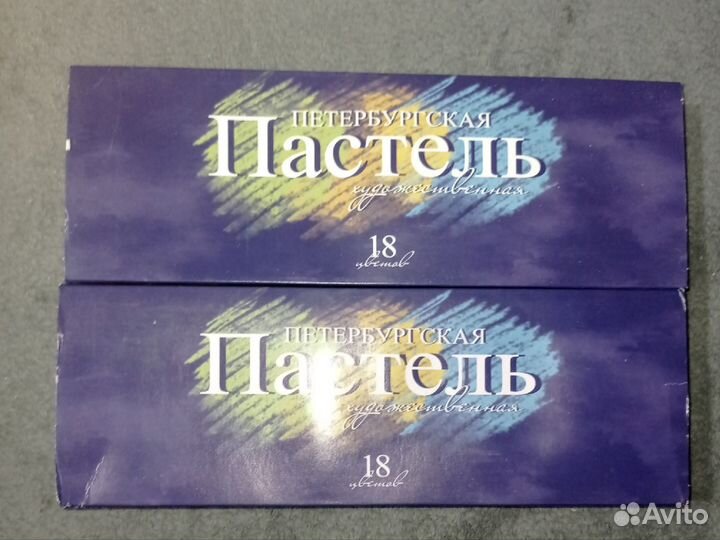 ПЕТЕРБУРГСКАЯ
Пастель
художественная
18
цветов
ПЕТЕРБУРГСКАЯ
Пастель
художественная
18
цветов
Avito